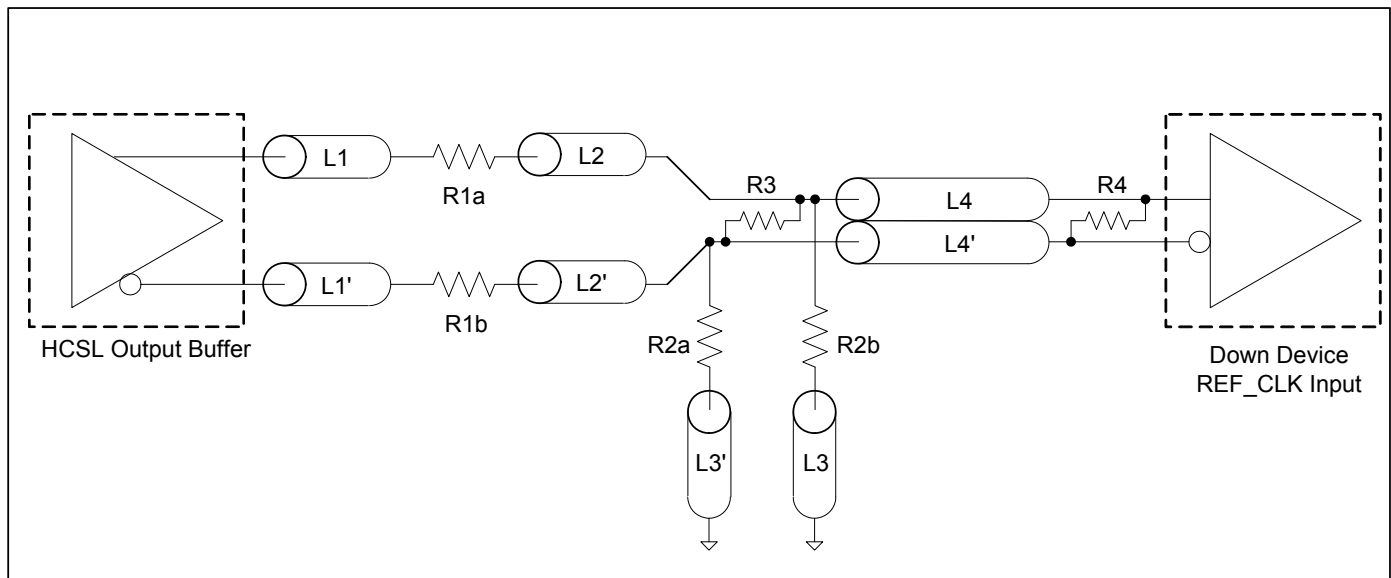 L1
R1a
L2
R3
L4
R4
L1'
R1b
L2'
L4'
HCSL Output Buffer
R2a
R2b
Down Device
REF_CLK Input
L3'
L3